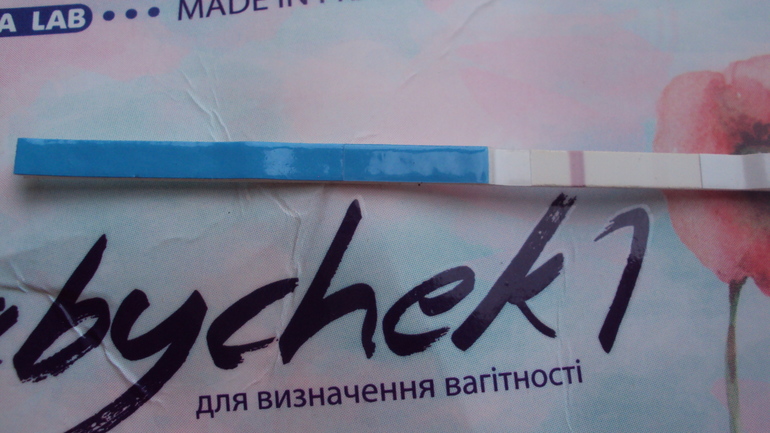 A LAB ••• MADE IN
bychek1
для визначення вагітності